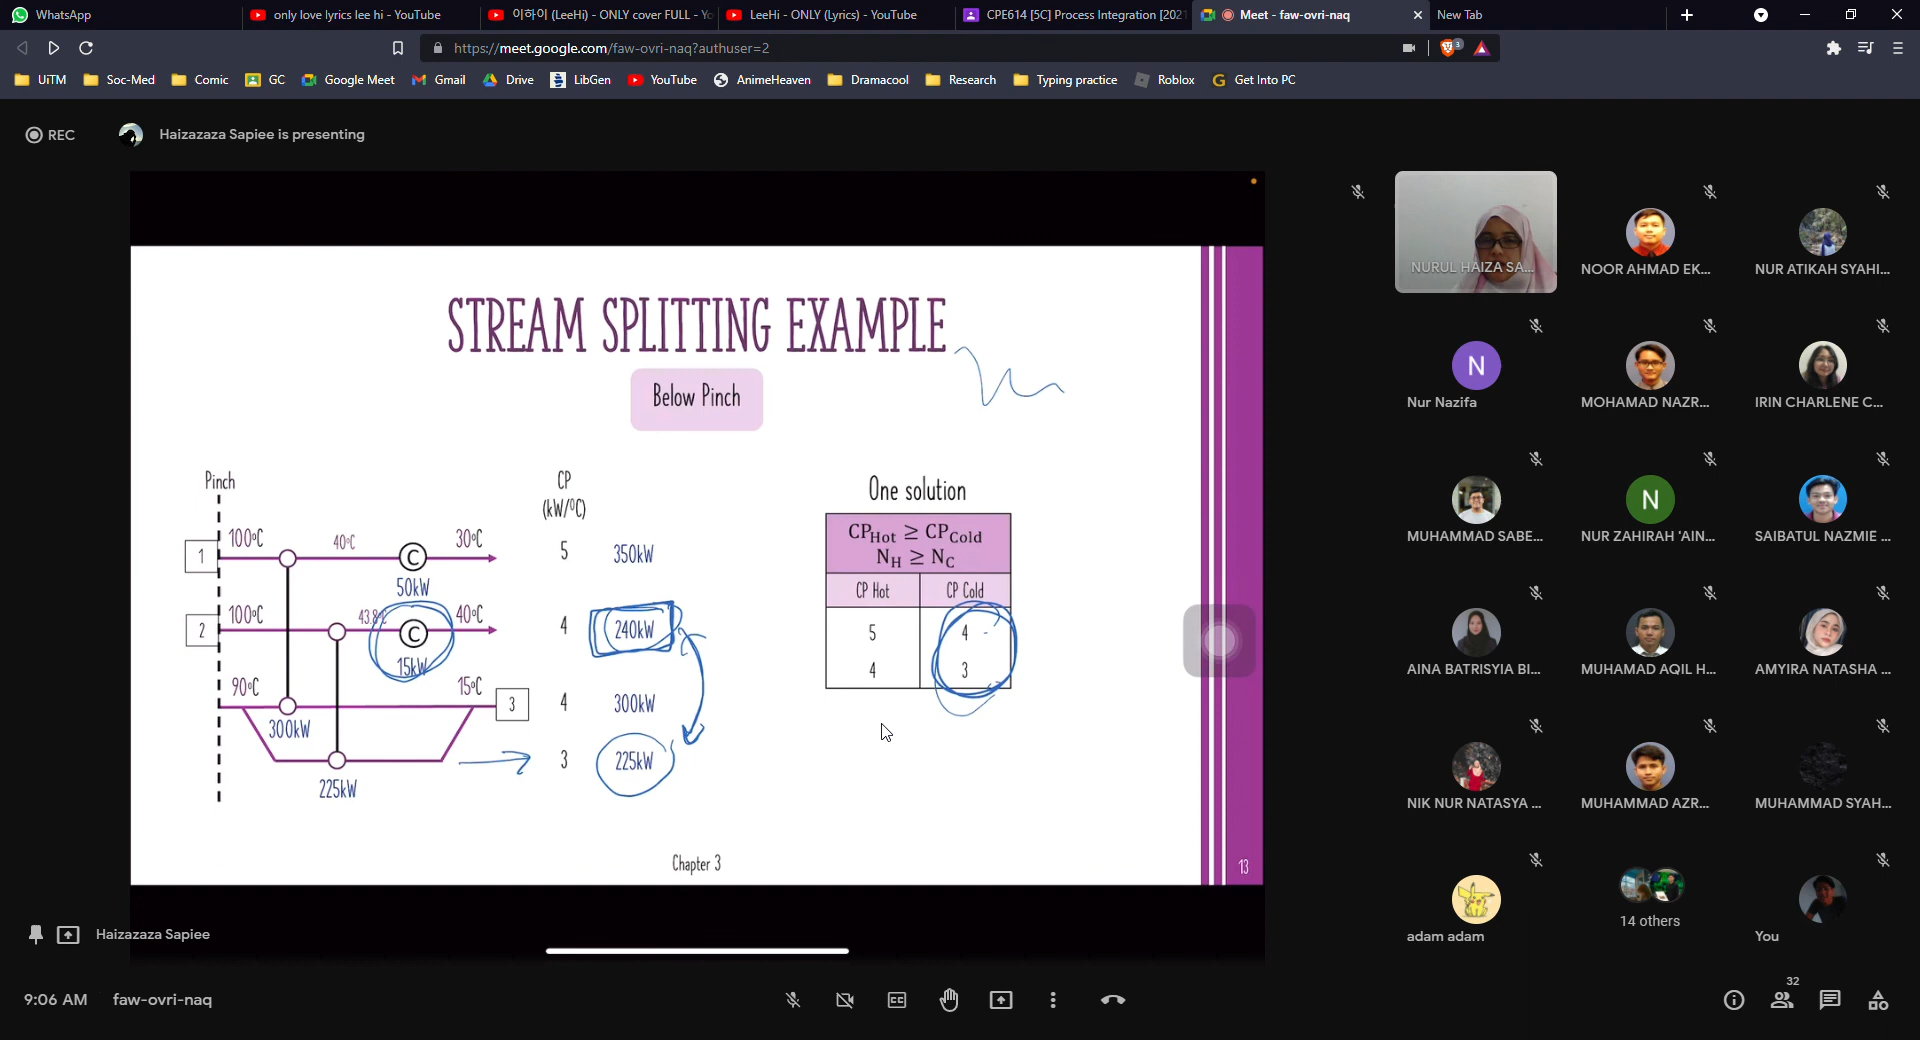 WhatsApp
only love lyrics lee hi - YouTube
이하이 (LeeHi) - ONLY cover FULL - Yo
LeeHi - ONLY (Lyrics) - YouTube
CPE614 [5C] Process Integration [2021
Meet - faw-ovri-naq
New Tab
https://meet.google.com/faw-ovri-naq?authuser=2
3
UiTM
Soc-Med
Comic
GC
Google Meet
Gmail
Drive
LibGen
YouTube
AnimeHeaven
Dramacool
Research
Typing practice
Roblox
Get Into PC
REC
Haizazaza Sapiee is presenting
STREAM SPLITTING EXAMPLE
Below Pinch
Pinch
CP
(kW/°C)
1
100°C
40°C
C
30°C
5
350kW
50kW
2
100°C
43.8°C
C
40°C
4
240kW
15kW
90°C
15°C
3
4
300kW
300kW
3
225kW
225kW
One solution
CP_Hot ≥ CP_Cold
N_H ≥ N_C
CP Hot CP Cold
5 4
4 3
Chapter 3
13
NURUL HAIZA SA...
NOOR AHMAD EK...
NUR ATIKAH SYAHI...
N
Nur Nazifa
MOHAMAD NAZR...
IRIN CHARLENE C...
MUHAMMAD SABE...
N
NUR ZAHIRAH 'AIN...
SAIBATUL NAZMIE ...
AINA BATRISYIA BI...
MUHAMAD AQIL H...
AMYIRA NATASHA ...
NIK NUR NATASYA ...
MUHAMMAD AZR...
MUHAMMAD SYAH...
adam adam
14 others
You
Haizazaza Sapiee
9:06 AM
faw-ovri-naq
32